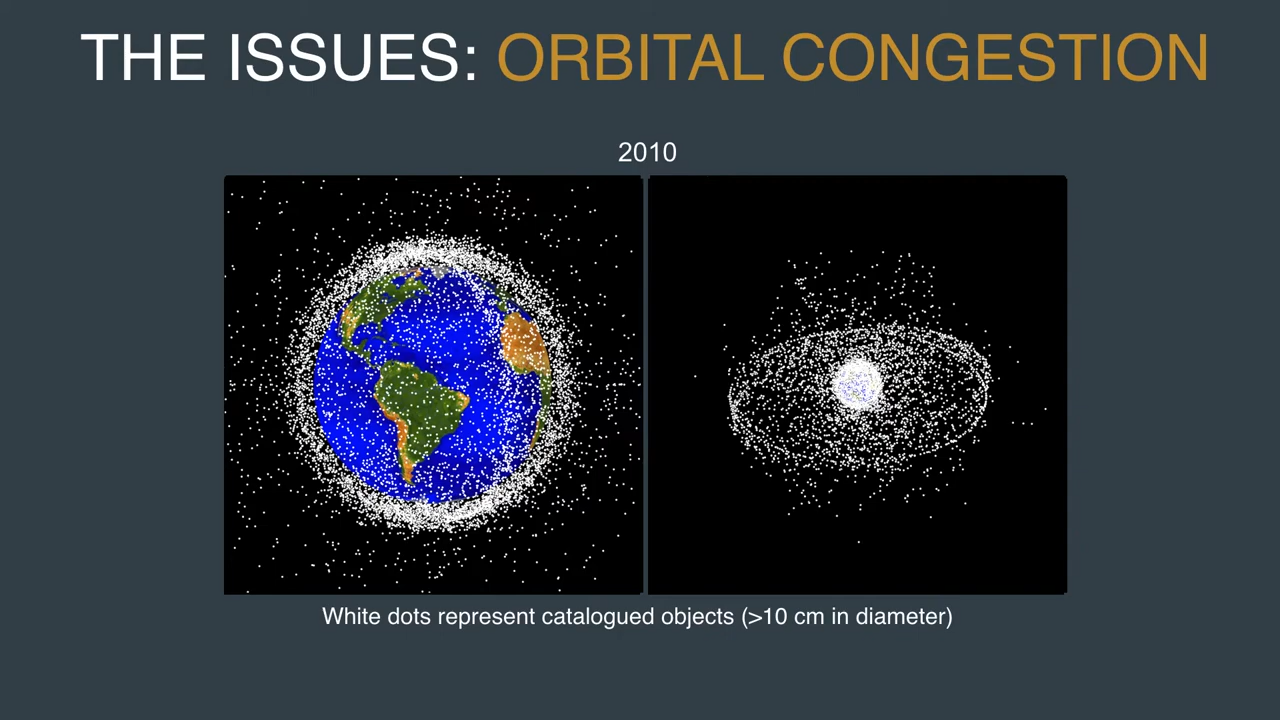 THE ISSUES: ORBITAL CONGESTION
2010
White dots represent catalogued objects (>10 cm in diameter)